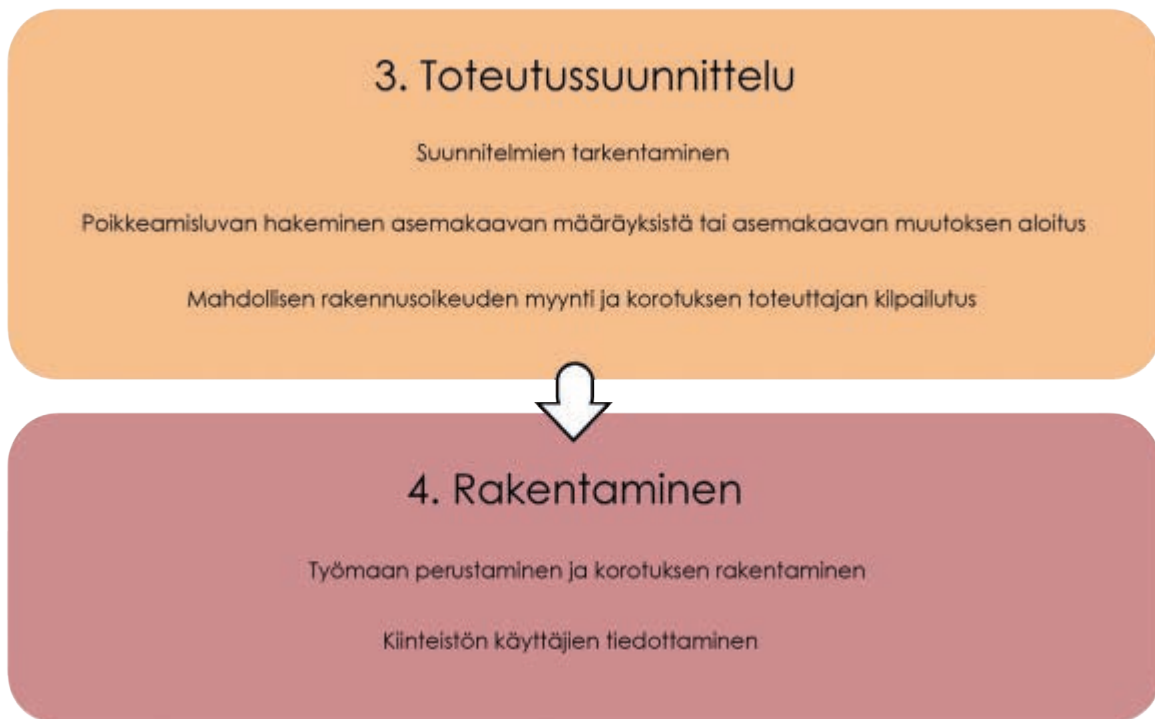 3. Toteutussuunnittelu
Suunnitelmien tarkentaminen
Poikkeamisluvan hakeminen asemakaavan määräyksistä tai asemakaavan muutoksen aloitus
Mahdollisen rakennusoikeuden myynti ja korotuksen toteuttajan kilpailutus
4. Rakentaminen
Työmaan perustaminen ja korotuksen rakentaminen
Kiinteistön käyttäjien tiedottaminen